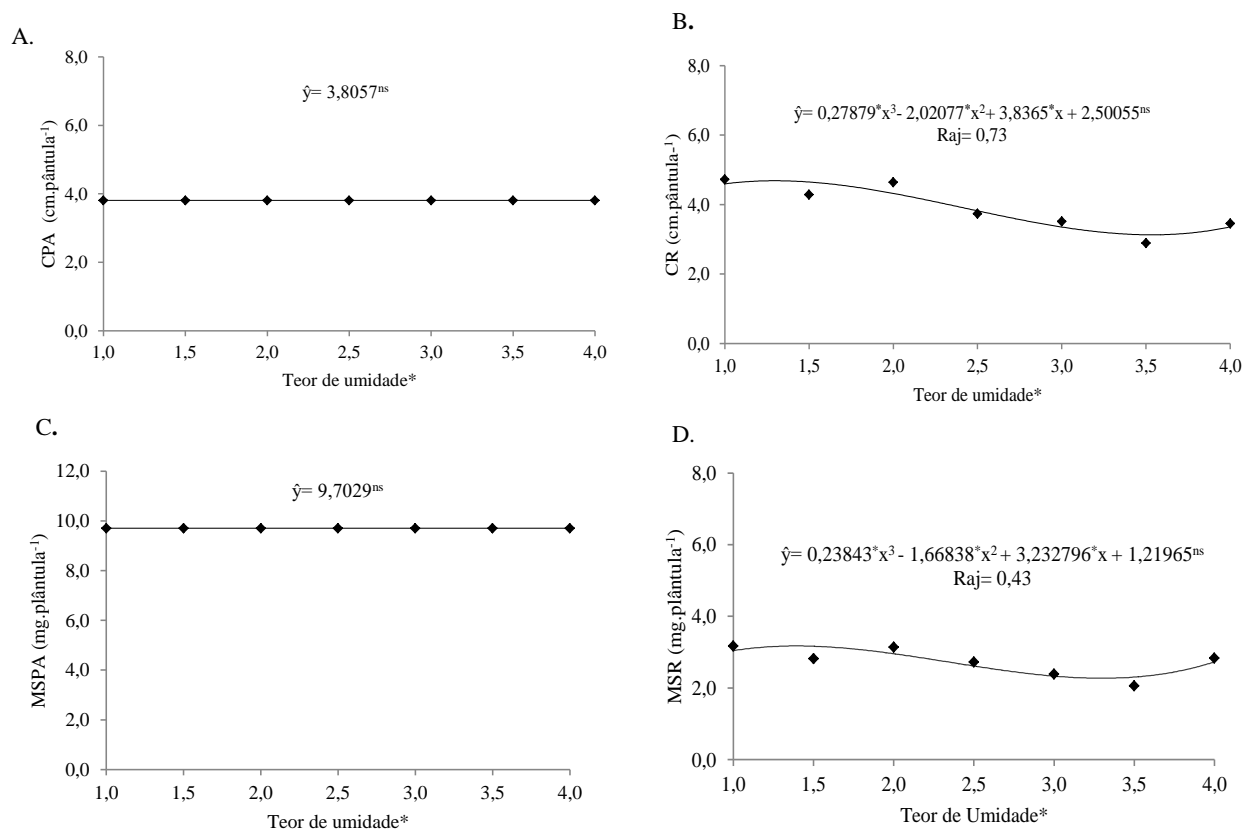 A.
8,0
6,0
4,0
2,0
0,0
CPA (cm.pântula⁻¹)
ŷ= 3,8057ⁿˢ
1,0 1,5 2,0 2,5 3,0 3,5 4,0
Teor de umidade*
B.
8,0
6,0
4,0
2,0
0,0
CR (cm.pântula-¹)
ŷ= 0,27879*x³- 2,02077*x²+ 3,8365*x + 2,50055ⁿˢ
Raj= 0,73
1,0 1,5 2,0 2,5 3,0 3,5 4,0
Teor de umidade*
C.
12,0
10,0
8,0
6,0
4,0
2,0
0,0
MSPA (mg.plântula⁻¹)
ŷ= 9,7029ⁿˢ
1,0 1,5 2,0 2,5 3,0 3,5 4,0
Teor de umidade*
D.
8,0
6,0
4,0
2,0
0,0
MSR (mg.plântula⁻¹)
ŷ= 0,23843*x³ - 1,66838*x² + 3,232796*x + 1,21965ⁿˢ
Raj= 0,43
1,0 1,5 2,0 2,5 3,0 3,5 4,0
Teor de Umidade*